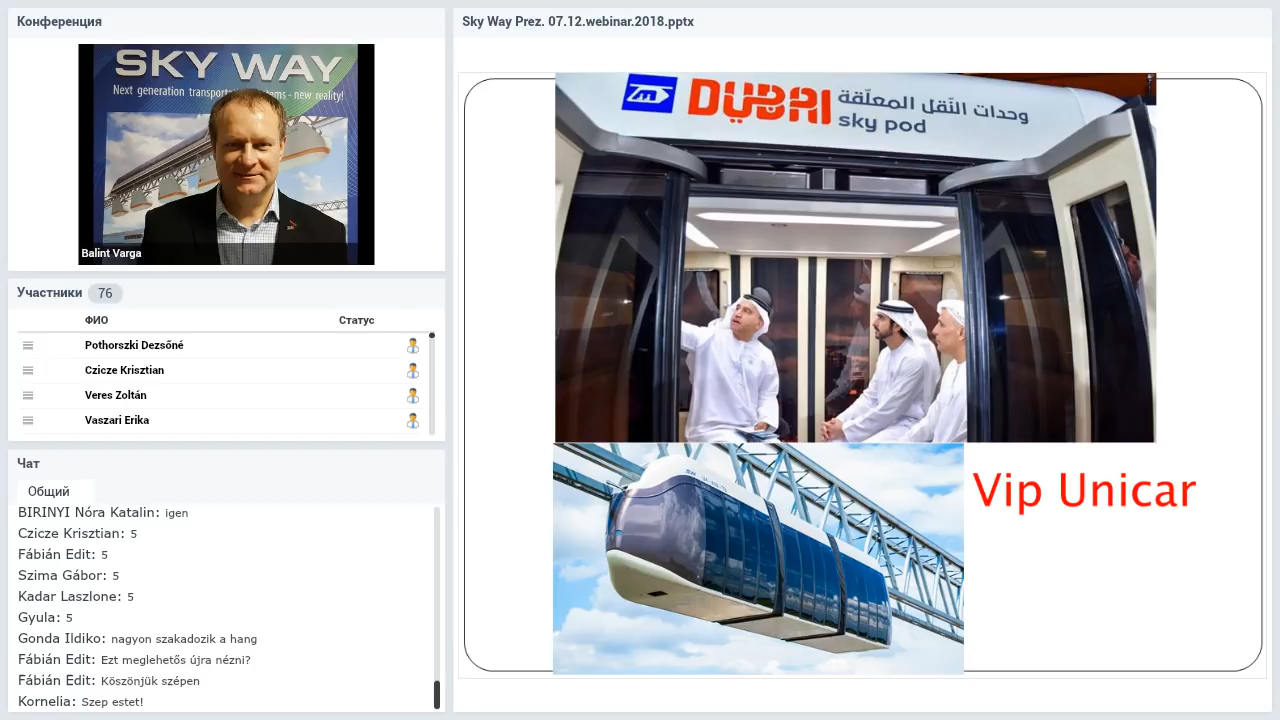 Конференция
SKY WAY
Next generation
- new reality!
Balint Varga
Участники 76
ФИО Статус
Pothorszki Dezsőné
Czicze Krisztian
Veres Zoltán
Vaszari Erika
Чат
Общий
BIRINYI Nóra Katalin: igen
Czicze Krisztian: 5
Fábián Edit: 5
Szima Gábor: 5
Kadar Laszlone: 5
Gyula: 5
Gonda Ildiko: nagyon szakadozik a hang
Fábián Edit: Ezt meglehetős újra nézni?
Fábián Edit: Köszönjük szépen
Kornelia: Szep estet!
Sky Way Prez. 07.12.webinar.2018.pptx
DUBAI وحدات النّقل المعلّقة
sky pod
Vip Unicar